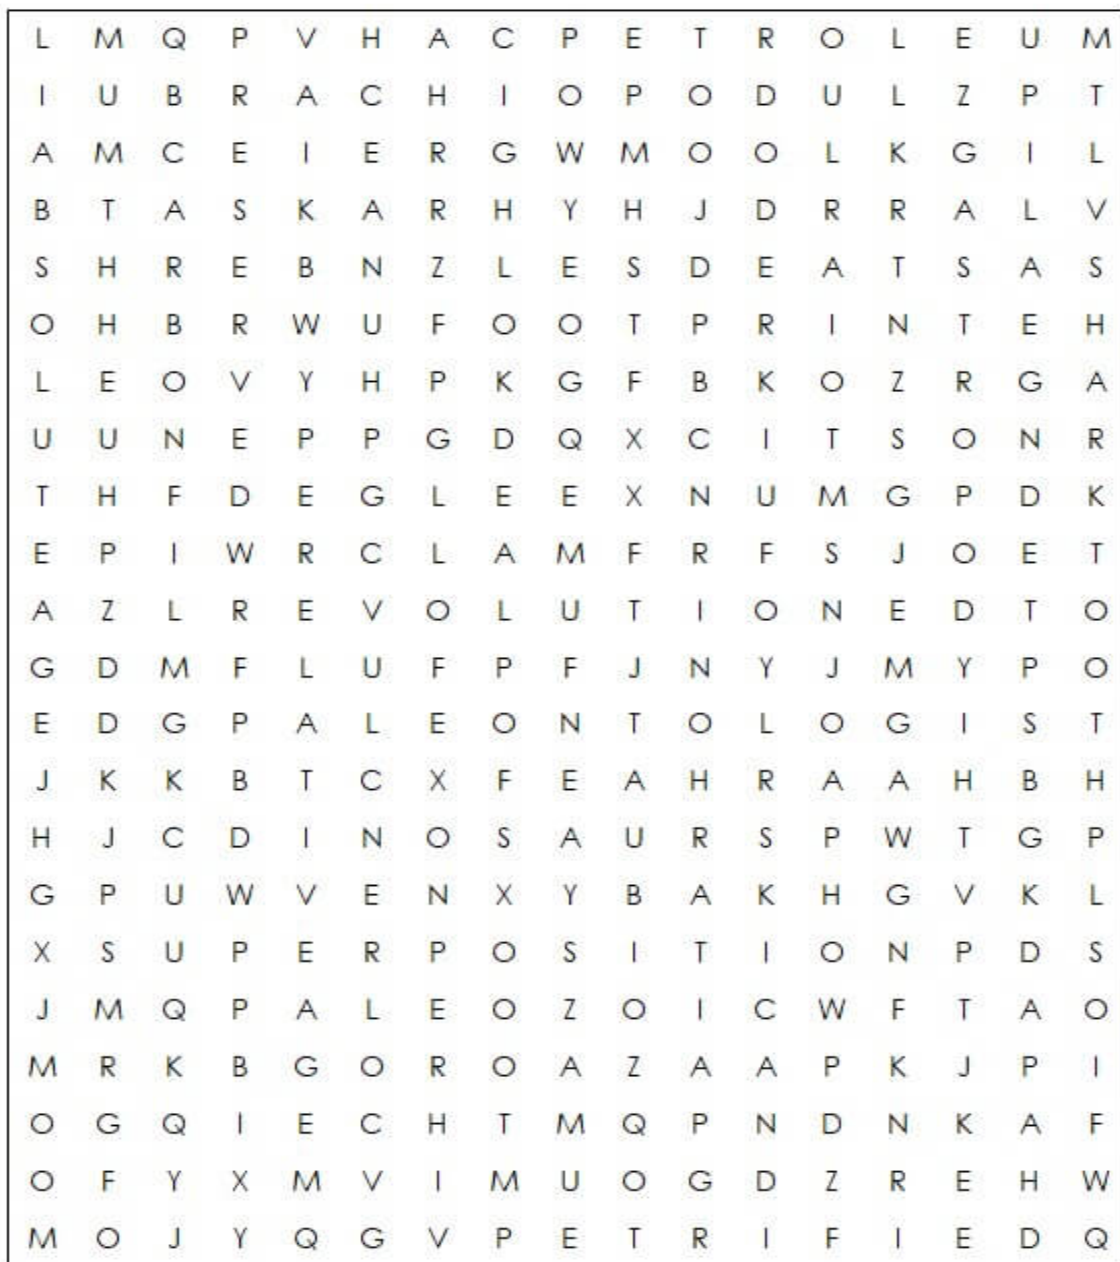 L M Q P V H A C P E T R O L E U M
I U B R A C H I O P O D U L Z P T
A M C E I E R G W M O O L K G I L
B T A S K A R H Y H J D R R A L V
S H R E B N Z L E S D E A T S A S
O H B R W U F O O T P R I N T E H
L E O V Y H P K G F B K O Z R G A
U U N E P P G D Q X C I T S O N R
T H F D E G L E E X N U M G P D K
E P I W R C L A M F R F S J O E T
A Z L R E V O L U T I O N E D T O
G D M F L U F P F J N Y J M Y P O
E D G P A L E O N T O L O G I S T
J K K B T C X F E A H R A A H B H
H J C D I N O S A U R S P W T G P
G P U W V E N X Y B A K H G V K L
X S U P E R P O S I T I O N P D S
J M Q P A L E O Z O I C W F T A O
M R K B G O R O A Z A A P K J P I
O G Q I E C H T M Q P N D N K A F
O F Y X M V I M U O G D Z R E H W
M O J Y Q G V P E T R I F I E D Q